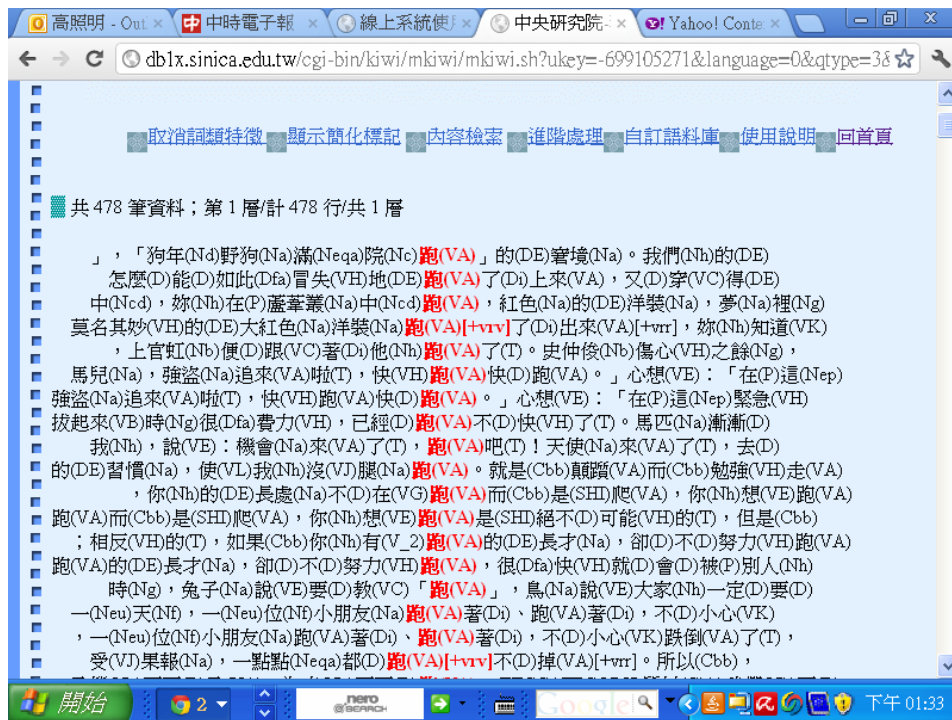 高照明 - Out
中時電子報
線上系統使
中央研究院-
Yahoo! Conte
db1x.sinica.edu.tw/cgi-bin/kiwi/mkiwi/mkiwi.sh?ukey=-699105271&language=0&qtype=38
取消詞類特徵 顯示簡化標記 內容檢索 進階處理 自訂語料庫 使用說明 回首頁
共 478 筆資料；第 1 層/計 478 行/共 1 層
」，「狗年(Nd)野狗(Na)滿(Neqa)院(Nc)跑(VA)」的(DE)窘境(Na)。我們(Nh)的(DE)
怎麼(D)能(D)如此(Dfa)冒失(VH)地(DE)跑(VA)了(Di)上來(VA)，又(D)穿(VC)得(DE)
中(Ncd)，妳(Nh)在(P)蘆葦叢(Na)中(Ncd)跑(VA)，紅色(Na)的(DE)洋裝(Na)，夢(Na)裡(Ng)
莫名其妙(VH)的(DE)大紅色(Na)洋裝(Na)跑(VA)[+vrv]了(Di)出來(VA)[+vrr]，妳(Nh)知道(VK)
，上官虹(Nb)便(D)跟(VC)著(Di)他(Nh)跑(VA)了(T)。史仲俊(Nb)傷心(VH)之餘(Ng)，
馬兒(Na)，強盜(Na)追來(VA)啦(T)，快(VH)跑(VA)快(D)跑(VA)。」心想(VE)：「在(P)這(Nep)
強盜(Na)追來(VA)啦(T)，快(VH)跑(VA)快(D)跑(VA)。」心想(VE)：「在(P)這(Nep)緊急(VH)
拔起來(VB)時(Ng)很(Dfa)費力(VH)，已經(D)跑(VA)不(D)快(VH)了(T)。馬匹(Na)漸漸(D)
我(Nh)，說(VE)：機會(Na)來(VA)了(T)，跑(VA)吧(T)！天使(Na)來(VA)了(T)，去(D)
的(DE)習慣(Na)，使(VL)我(Nh)沒(VJ)腿(Na)跑(VA)。就是(Cbb)顛躓(VA)而(Cbb)勉強(VH)走(VA)
，你(Nh)的(DE)長處(Na)不(D)在(VG)跑(VA)而(Cbb)是(SHI)爬(VA)，你(Nh)想(VE)跑(VA)
跑(VA)而(Cbb)是(SHI)爬(VA)，你(Nh)想(VE)跑(VA)是(SHI)絕不(D)可能(VH)的(T)，但是(Cbb)
；相反(VH)的(T)，如果(Cbb)你(Nh)有(V_2)跑(VA)的(DE)長才(Na)，卻(D)不(D)努力(VH)跑(VA)
跑(VA)的(DE)長才(Na)，卻(D)不(D)努力(VH)跑(VA)，很(Dfa)快(VH)就(D)會(D)被(P)別人(Nh)
時(Ng)，兔子(Na)說(VE)要(D)教(VC)「跑(VA)」，鳥(Na)說(VE)大家(Nh)一定(D)要(D)
一(Neu)天(Nf)，一(Neu)位(Nf)小朋友(Na)跑(VA)著(Di)、跑(VA)著(Di)，不(D)小心(VK)
，一(Neu)位(Nf)小朋友(Na)跑(VA)著(Di)、跑(VA)著(Di)，不(D)小心(VK)跌倒(VA)了(T)，
受(VJ)果報(Na)，一點點(Neqa)都(D)跑(VA)[+vrv]不(D)掉(VA)[+vrr]。所以(Cbb)，
開始
2
nero
SEARCH
Google
下午 01:33